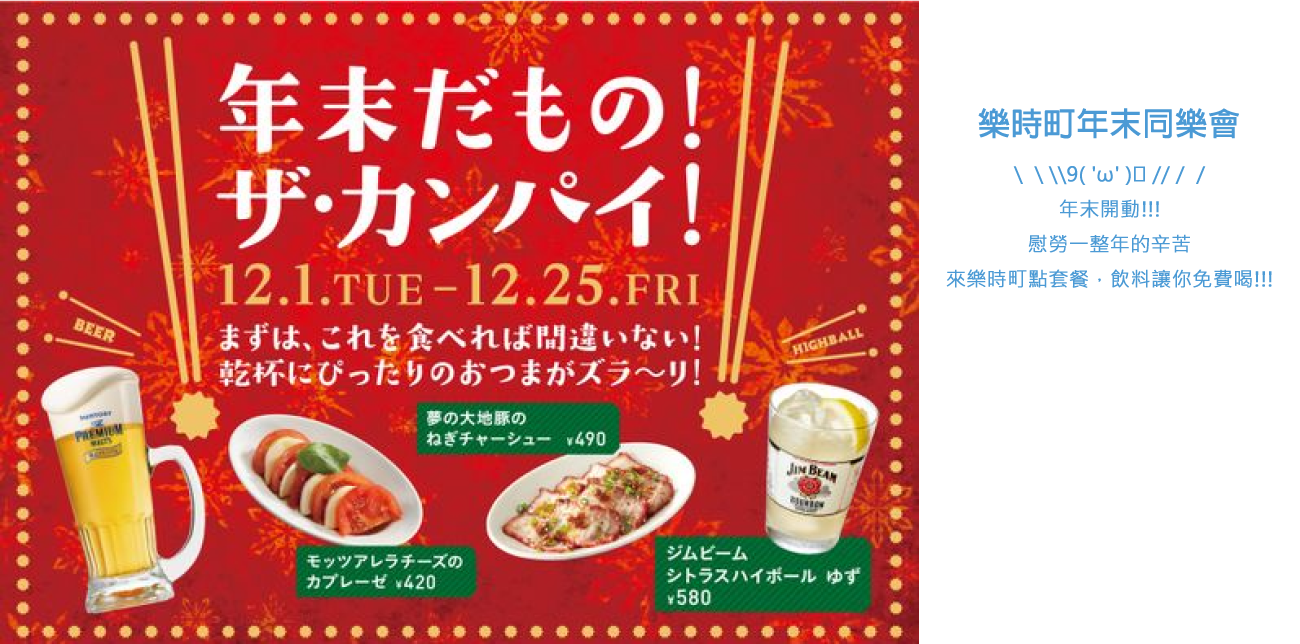 年末だもの!
ザ・カンパイ!
12.1.TUE–12.25.FRI
まずは、これを食べれば間違いない!
乾杯にぴったりのおつまがズラ〜リ!
BEER
HIGHBALL
SUNTORY
THE
PREMIUM
MALT'S
夢の大地豚の
ねぎチャーシュー ¥490
JIM BEAM
BOURBON
モッツアレラチーズの
カプレーゼ ¥420
ジムビーム
シトラスハイボール ゆず
¥580
樂時町年末同樂會
\ \ \\9( 'ω' )▯ // / /
年末開動!!!
慰勞一整年的辛苦
來樂時町點套餐，飲料讓你免費喝!!!